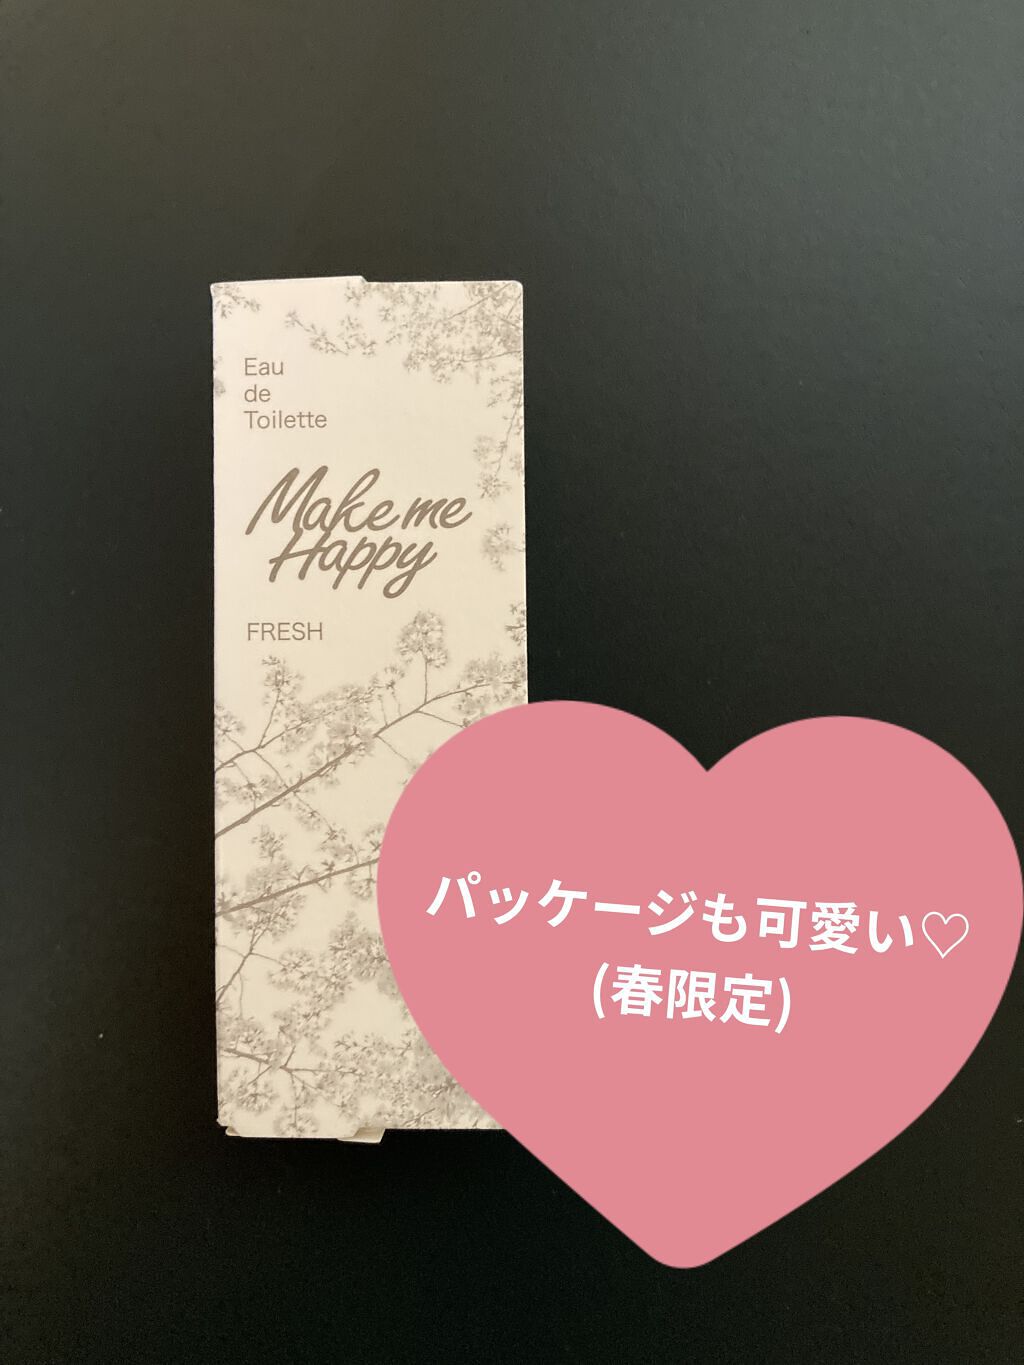 Eau
de
Toilette
Make me
Happy
FRESH
パッケージも可愛い♡
(春限定)